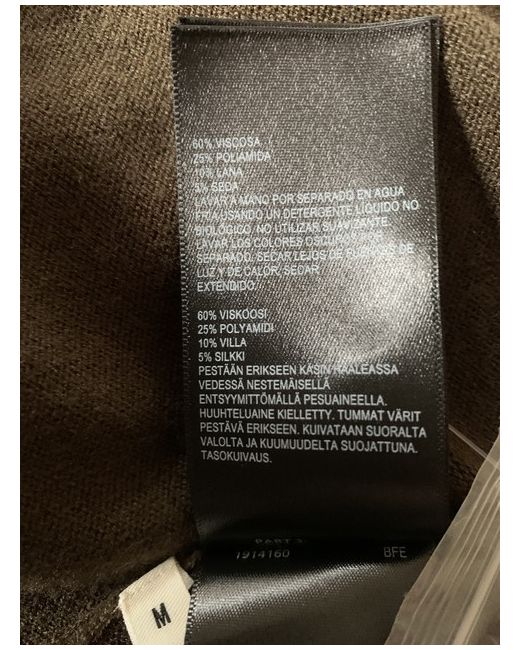 60% VISCOSA
25% POLIAMIDA
10% LANA
5% SEDA
LAVAR A MANO POR SEPARADO EN AGUA
FRIA USANDO UN DETERGENTE LÍQUIDO NO
BIOLÓGICO. NO UTILIZAR SUAVIZANTE.
LAVAR LOS COLORES OSCUROS POR
SEPARADO. SECAR LEJOS DE FUENTES DE
LUZ Y DE CALOR. SECAR
EXTENDIDO.
60% VISKOOSI
25% POLYAMIDI
10% VILLA
5% SILKKI
PESTÄÄN ERIKSEEN KÄSIN HAALEASSA
VEDESSÄ NESTEMÄISELLÄ
ENTSYYMITTÖMÄLLÄ PESUAINEELLA.
HUUHTELUAINE KIELLETTY. TUMMAT VÄRIT
PESTÄVÄ ERIKSEEN. KUIVATAAN SUORALTA
VALOLTA JA KUUMUUDELTA SUOJATTUNA.
TASOKUIVAUS.
PART 3
1914160 BFE
M